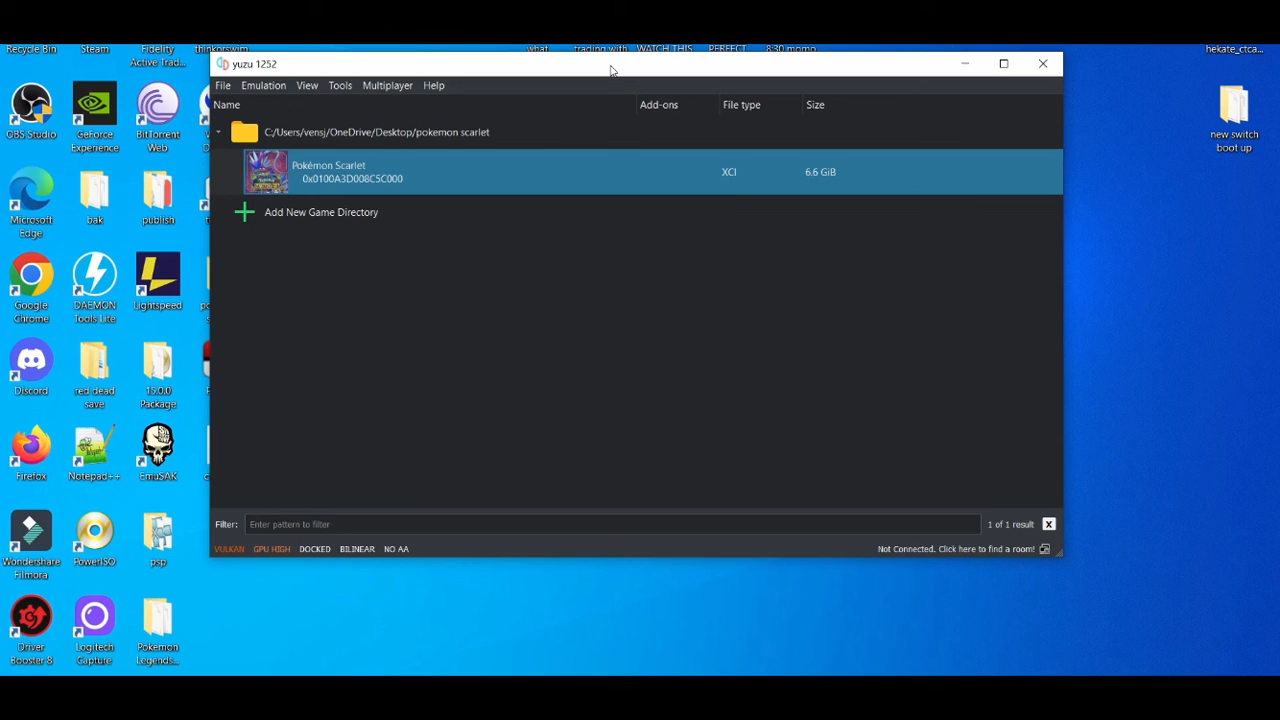 Recycle Bin
Steam
Fidelity
Active Trad...
thinkorswim
what
trading with
WATCH THIS
PERFECT
8:30 momo
hekate_ctca...
yuzu 1252
File Emulation View Tools Multiplayer Help
Name Add-ons File type Size
C:/Users/vensj/OneDrive/Desktop/pokemon scarlet
Pokémon Scarlet
0x0100A3D008C5C000
XCI
6.6 GiB
Add New Game Directory
OBS Studio
GeForce
Experience
BitTorrent
Web
new switch
boot up
Microsoft
Edge
bak
publish
Google
Chrome
DAEMON
Tools Lite
Lightspeed
Discord
red dead
save
15.0.0
Package
Firefox
Notepad++
EmuSAK
Filter: Enter pattern to filter 1 of 1 result X
VULKAN GPU HIGH DOCKED BILINEAR NO AA Not Connected. Click here to find a room!
Wondershare
Filmora
PowerISO
psp
Driver
Booster 8
Logitech
Capture
Pokemon
Legends...